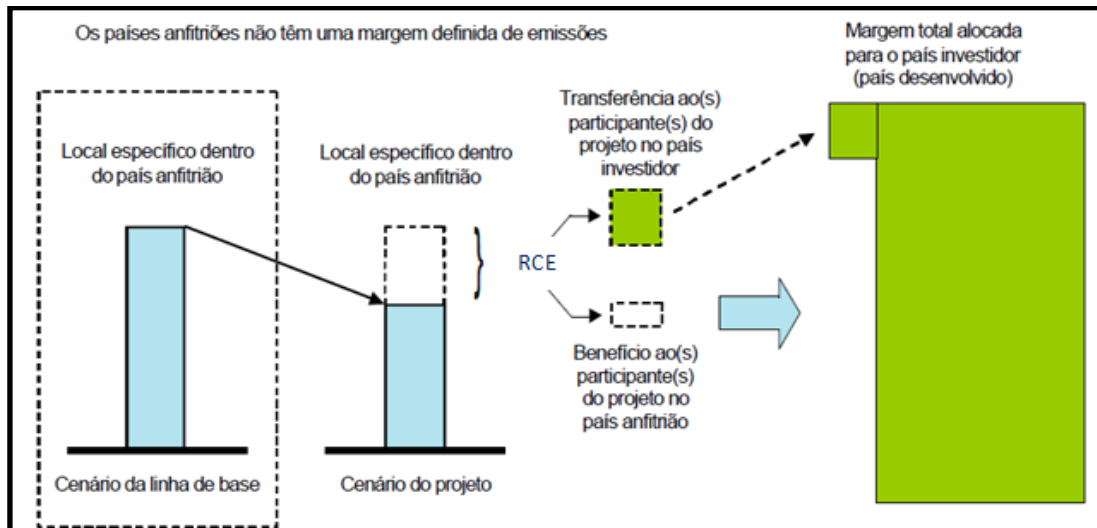 Os países anfitriões não têm uma margem definida de emissões
Margem total alocada
para o país investidor
(país desenvolvido)
Local específico dentro
do país anfitrião
Local específico dentro
do país anfitrião
Transferência ao(s)
participante(s) do
projeto no país
investidor
RCE
Benefício ao(s)
participante(s)
do projeto no
país anfitrião
Cenário da linha de base
Cenário do projeto